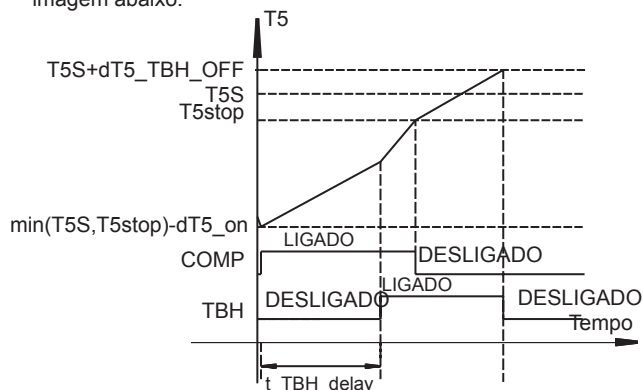 imagem abaixo:
T5
T5S+dT5_TBH_OFF
T5S
T5stop
min(T5S,T5stop)-dT5_on
LIGADO
COMP
DESLIGADO
LIGADO
TBH
DESLIGADO
DESLIGADO
Tempo
t_TBH_delay